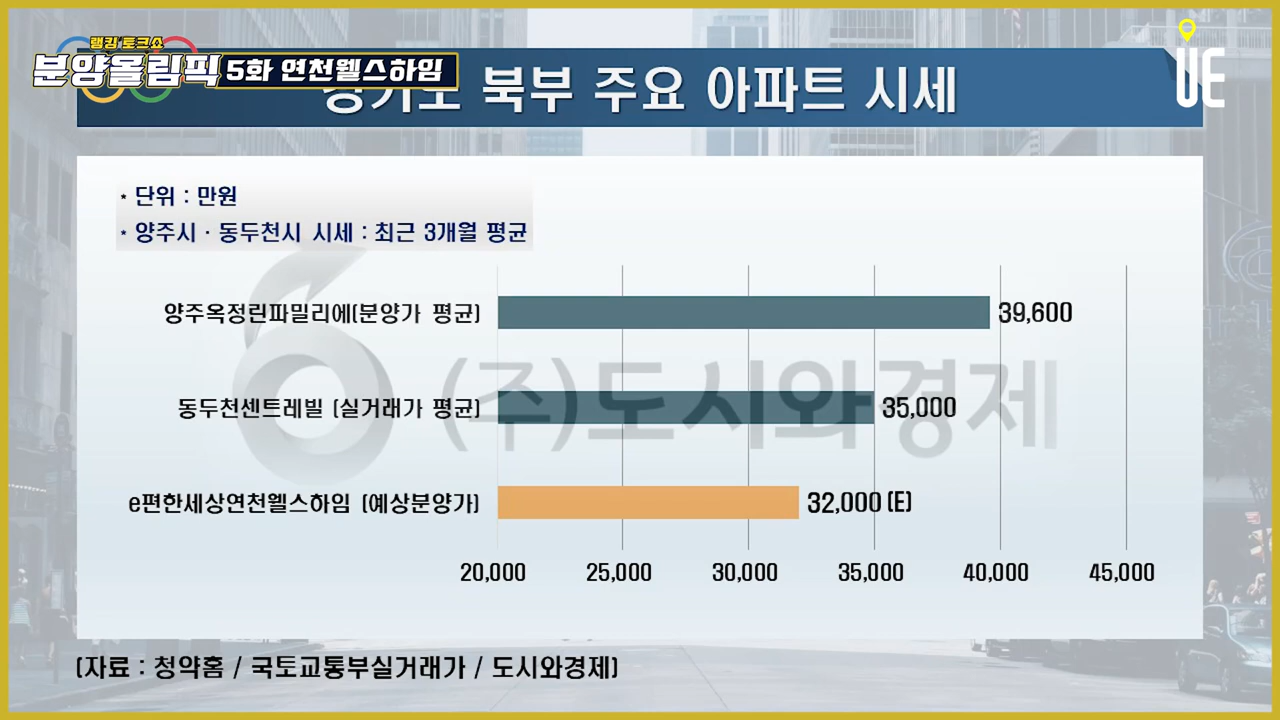 랭킹 토크쇼
분양올림픽 5화 연천웰스하임
UE
경기도 북부 주요 아파트 시세
* 단위 : 만원
* 양주시 · 동두천시 시세 : 최근 3개월 평균
양주옥정린파밀리에(분양가 평균) 39,600
동두천센트레빌 (실거래가 평균) 35,000
(주)도시와경제
e편한세상연천웰스하임 (예상분양가) 32,000 (E)
20,000 25,000 30,000 35,000 40,000 45,000
(자료 : 청약홈 / 국토교통부실거래가 / 도시와경제)